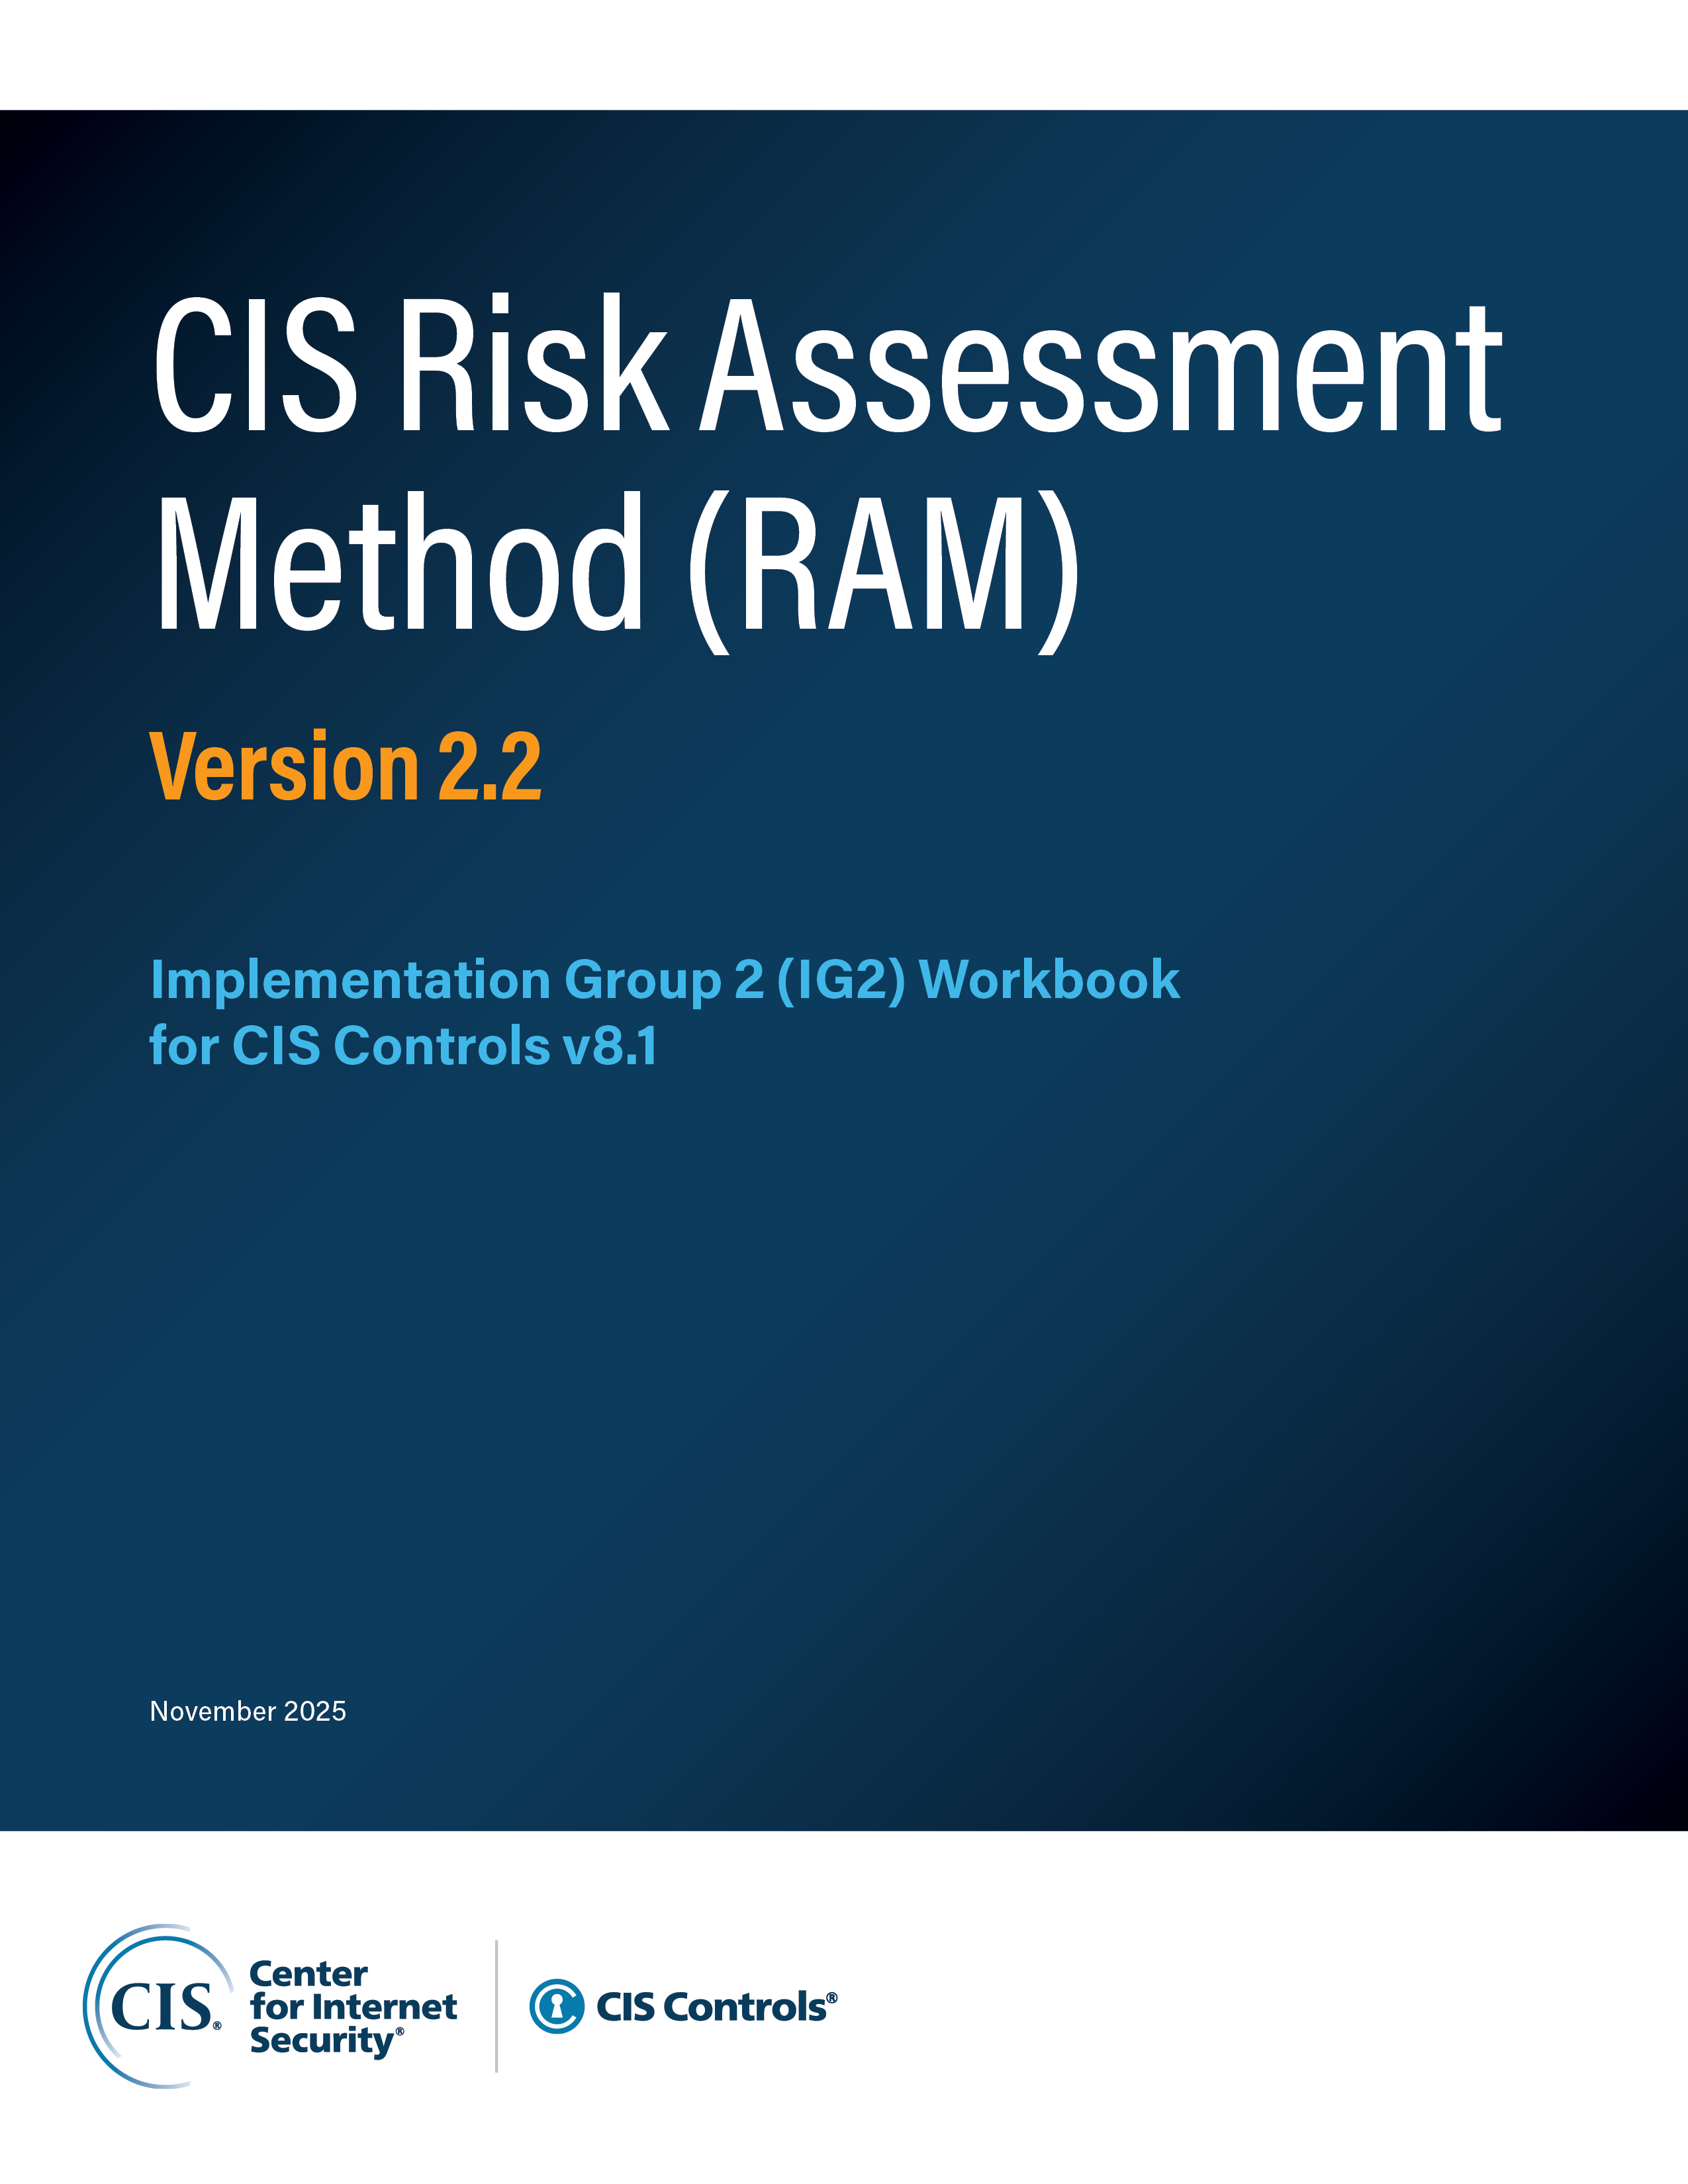 CIS Risk Assessment
Method (RAM)
Version 2.2
Implementation Group 2 (IG2) Workbook
for CIS Controls v8.1
November 2025
CIS®
Center
for Internet
Security®
CIS Controls®